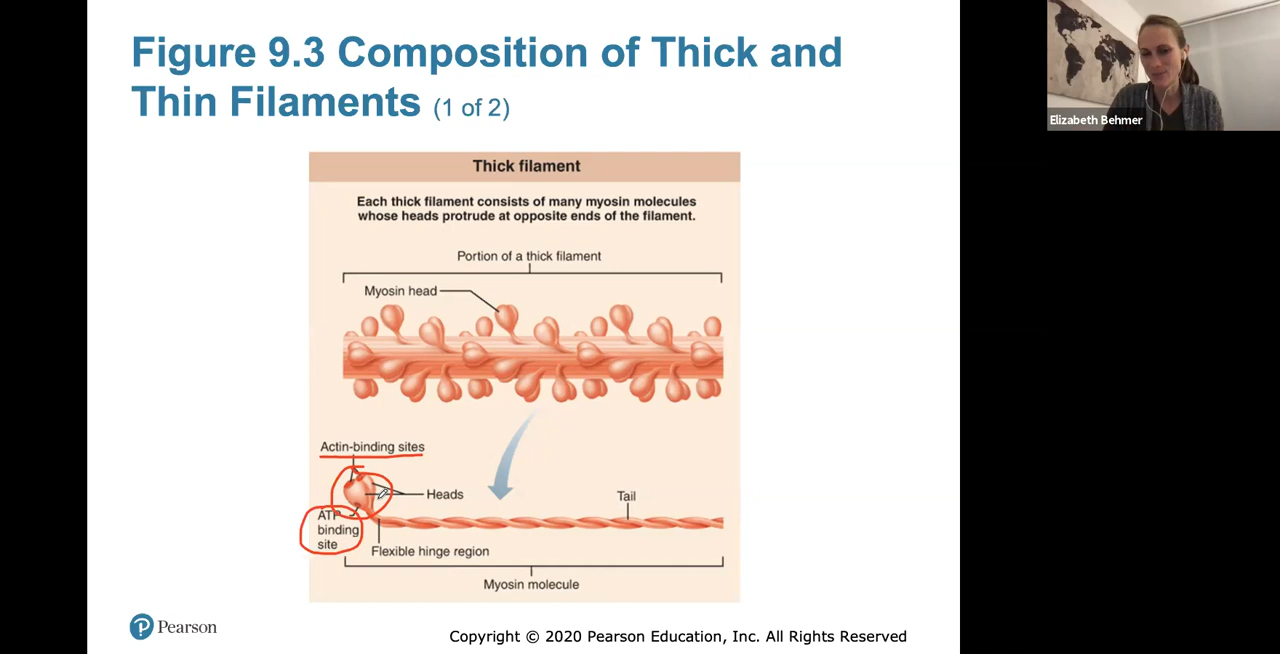 Figure 9.3 Composition of Thick and
Thin Filaments (1 of 2)
Elizabeth Behmer
Thick filament
Each thick filament consists of many myosin molecules
whose heads protrude at opposite ends of the filament.
Portion of a thick filament
Myosin head
Actin-binding sites
Heads
Tail
ATP
binding
site
Flexible hinge region
Myosin molecule
Pearson
Copyright © 2020 Pearson Education, Inc. All Rights Reserved